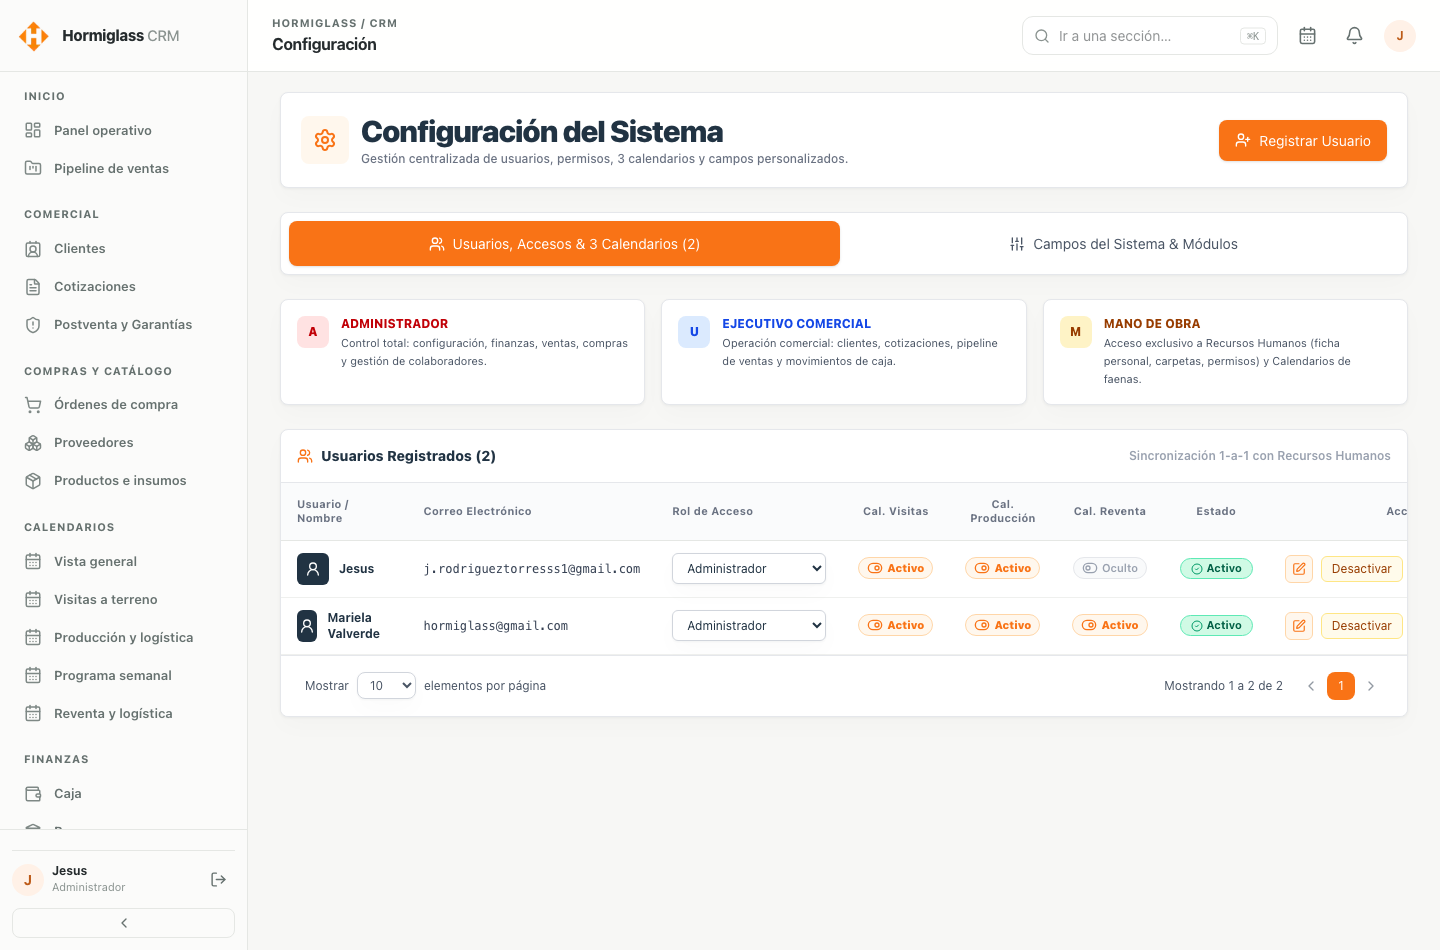 Hormiglass CRM
INICIO
Panel operativo
Pipeline de ventas
COMERCIAL
Clientes
Cotizaciones
Postventa y Garantías
COMPRAS Y CATÁLOGO
Órdenes de compra
Proveedores
Productos e insumos
CALENDARIOS
Vista general
Visitas a terreno
Producción y logística
Programa semanal
Reventa y logística
FINANZAS
Caja
J
Jesus
Administrador
HORMIGLASS / CRM
Configuración
Ir a una sección...
⌘K
J
Configuración del Sistema
Gestión centralizada de usuarios, permisos, 3 calendarios y campos personalizados.
Registrar Usuario
Usuarios, Accesos & 3 Calendarios (2)
Campos del Sistema & Módulos
A
ADMINISTRADOR
Control total: configuración, finanzas, ventas, compras
y gestión de colaboradores.
U
EJECUTIVO COMERCIAL
Operación comercial: clientes, cotizaciones, pipeline
de ventas y movimientos de caja.
M
MANO DE OBRA
Acceso exclusivo a Recursos Humanos (ficha
personal, carpetas, permisos) y Calendarios de
faenas.
Usuarios Registrados (2)
Sincronización 1-a-1 con Recursos Humanos
Usuario /
Nombre
Correo Electrónico
Rol de Acceso
Cal. Visitas
Cal.
Producción
Cal. Reventa
Estado
Acc
Jesus
j.rodrigueztorresss1@gmail.com
Administrador
Activo
Activo
Oculto
Activo
Desactivar
Mariela
Valverde
hormiglass@gmail.com
Administrador
Activo
Activo
Activo
Activo
Desactivar
Mostrar
10
elementos por página
Mostrando 1 a 2 de 2
1